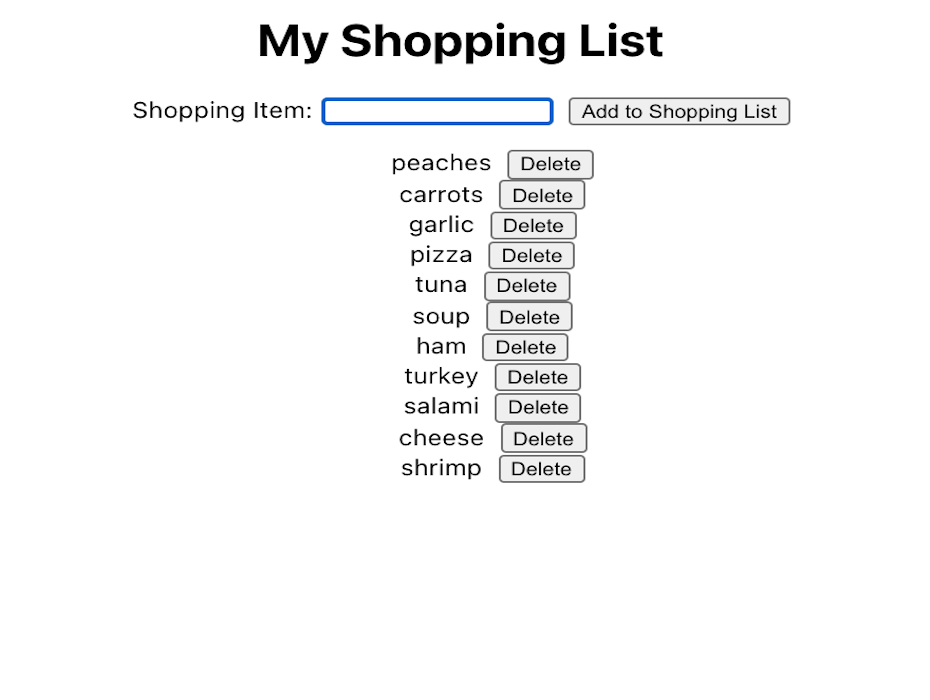 My Shopping List
Shopping Item: Add to Shopping List
peaches Delete
carrots Delete
garlic Delete
pizza Delete
tuna Delete
soup Delete
ham Delete
turkey Delete
salami Delete
cheese Delete
shrimp Delete